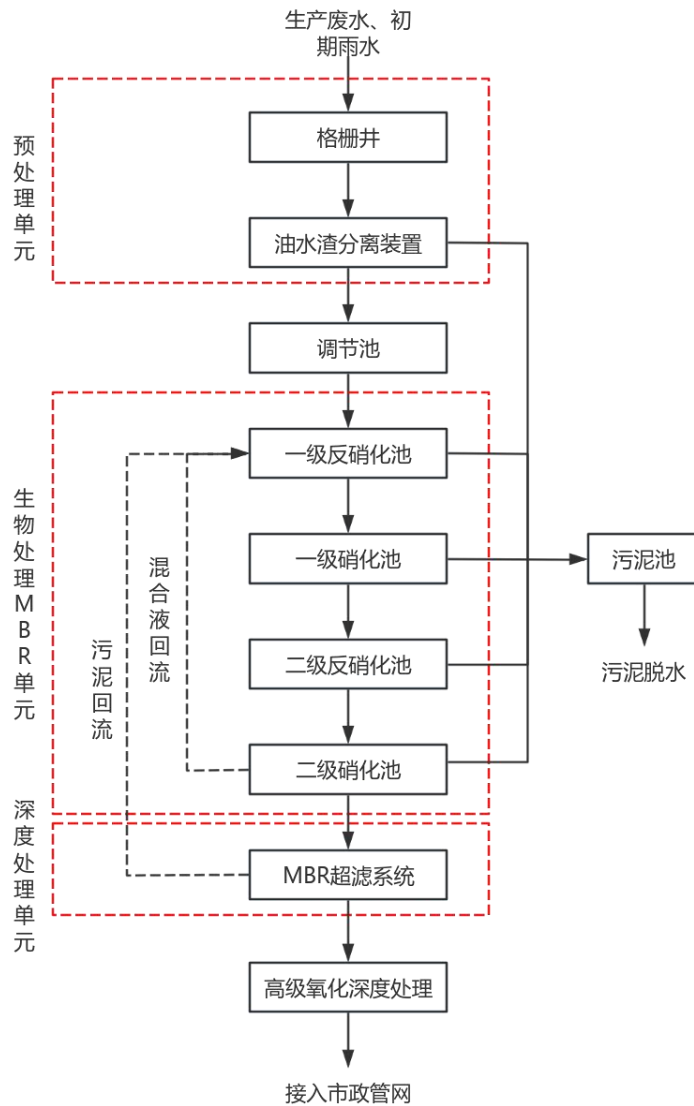 生产废水、初
期雨水
预处理单元
格栅井
油水渣分离装置
调节池
生物处理MBR单元
一级反硝化池
一级硝化池
污泥池
混合液回流
污泥回流
二级反硝化池
污泥脱水
二级硝化池
深度处理单元
MBR超滤系统
高级氧化深度处理
接入市政管网